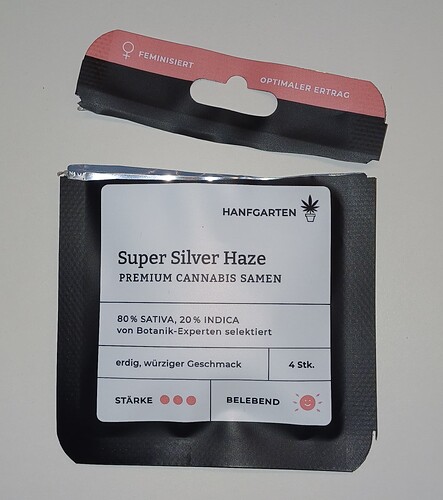 FEMINISIERT
OPTIMALER ERTRAG
HANFGARTEN
Super Silver Haze
PREMIUM CANNABIS SAMEN
80% SATIVA, 20% INDICA
von Botanik-Experten selektiert
erdig, würziger Geschmack
4 Stk.
STÄRKE
BELEBEND